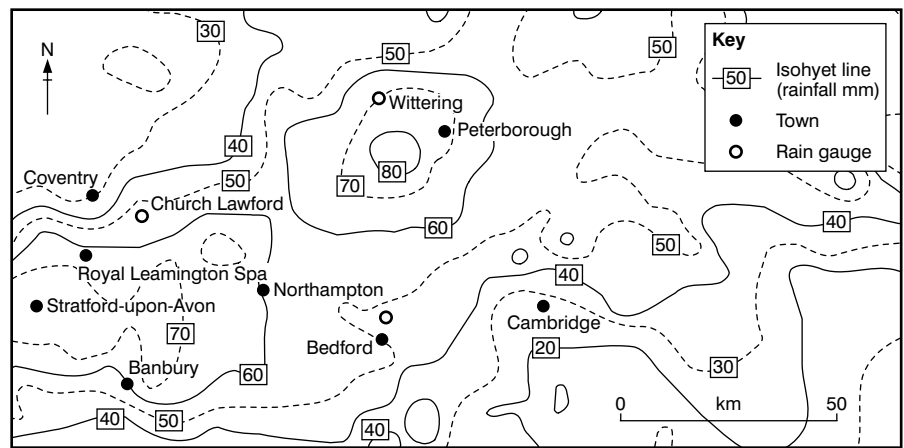 30
50
50
Key
50
Isohyet line
(rainfall mm)
Town
Rain gauge
N
Wittering
Peterborough
40
80
70
50
Coventry
Church Lawford
60
40
50
Royal Leamington Spa
40
Northampton
Stratford-upon-Avon
Cambridge
70
Bedford
20
30
Banbury
60
0
km
50
40
50
40